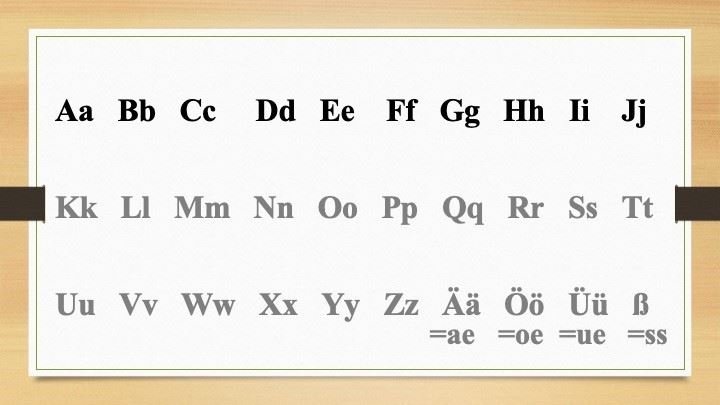 Aa Bb Cc Dd Ee Ff Gg Hh Ii Jj
Kk Ll Mm Nn Oo Pp Qq Rr Ss Tt
Uu Vv Ww Xx Yy Zz Ää Öö Üü ß
=ae =oe =ue =ss